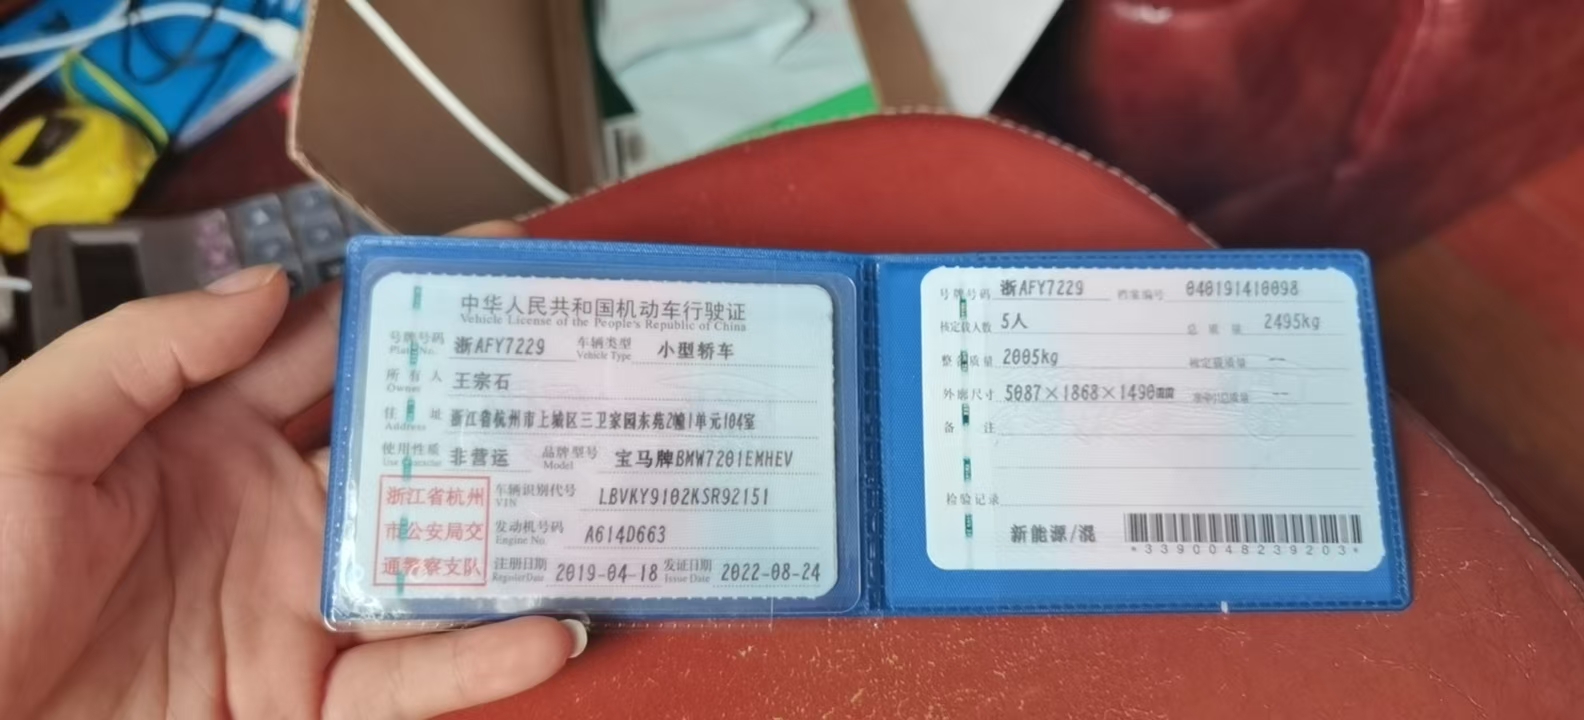 中华人民共和国机动车行驶证
Vehicle License of the People's Republic of China
号牌号码 浙AFY7229 车辆类型 小型轿车
Plate No. Vehicle Type
所有人 王宗石
Owner
住址 浙江省杭州市上城区三卫家园东苑2幢1单元104室
Address
使用性质 非营运 品牌型号 宝马牌BMW7201EMHEV
Use Character Model
浙江省杭州市公安局交通警察支队
车辆识别代号 LBVKY9102KSR92151
VIN
发动机号码 A614D663
Engine No.
注册日期 2019-04-18 发证日期 2022-08-24
Register Date Issue Date
号牌号码 浙AFY7229 档案编号 040191410098
核定载人数 5人 总质量 2495kg
整备质量 2005kg 核定载质量 --
外廓尺寸 5087×1868×1490mm 准牵引总质量 --
备注
检验记录
新能源/混
*3390048239203*